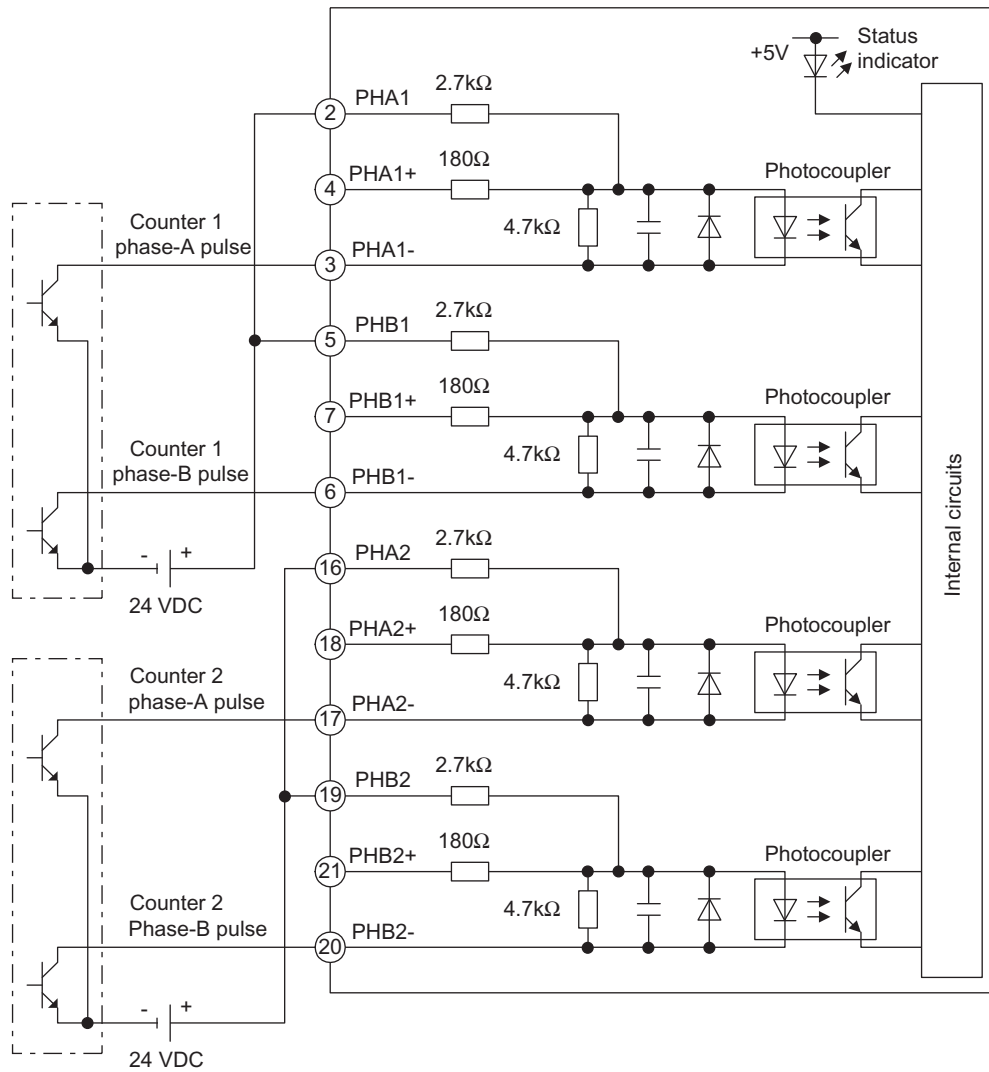 +5V
Status
indicator
2.7kΩ
2
PHA1
180Ω
4
PHA1+
Photocoupler
Counter 1
phase-A pulse
4.7kΩ
3
PHA1-
2.7kΩ
5
PHB1
180Ω
7
PHB1+
Photocoupler
Counter 1
phase-B pulse
4.7kΩ
6
PHB1-
- +
24 VDC
2.7kΩ
16
PHA2
180Ω
18
PHA2+
Photocoupler
Counter 2
phase-A pulse
4.7kΩ
17
PHA2-
2.7kΩ
19
PHB2
180Ω
21
PHB2+
Photocoupler
Counter 2
Phase-B pulse
4.7kΩ
20
PHB2-
- +
24 VDC
Internal circuits